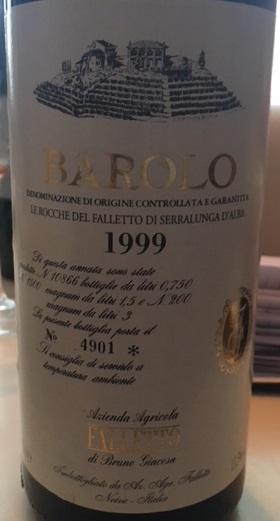 BAROLO
DENOMINAZIONE DI ORIGINE CONTROLLATA E GARANTITA
LE ROCCHE DEL FALLETTO DI SERRALUNGA D'ALBA
1999
Di questa annata sono state
prodotte N 10866 bottiglie da litri 0,750
N 1500 magnum da litri 1,5 e N 200
magnum da litri 3
La presente bottiglia porta il
No 4901 *
Si consiglia di servirlo a
temperatura ambiente
Azienda Agricola
FALLETTO
di Bruno Giacosa
Imbottigliato da Az. Agr. Falletto
Neive - Italia